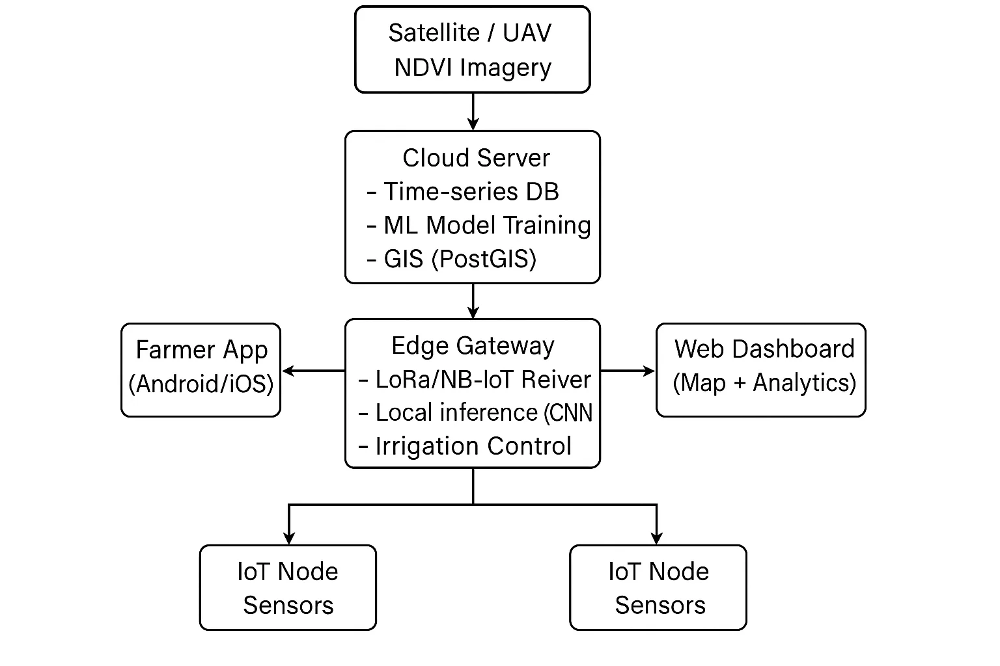 Satellite / UAV
NDVI Imagery
Cloud Server
- Time-series DB
- ML Model Training
- GIS (PostGIS)
Farmer App
(Android/iOS)
Edge Gateway
- LoRa/NB-IoT Reiver
- Local inference (CNN
- Irrigation Control
Web Dashboard
(Map + Analytics)
IoT Node
Sensors
IoT Node
Sensors